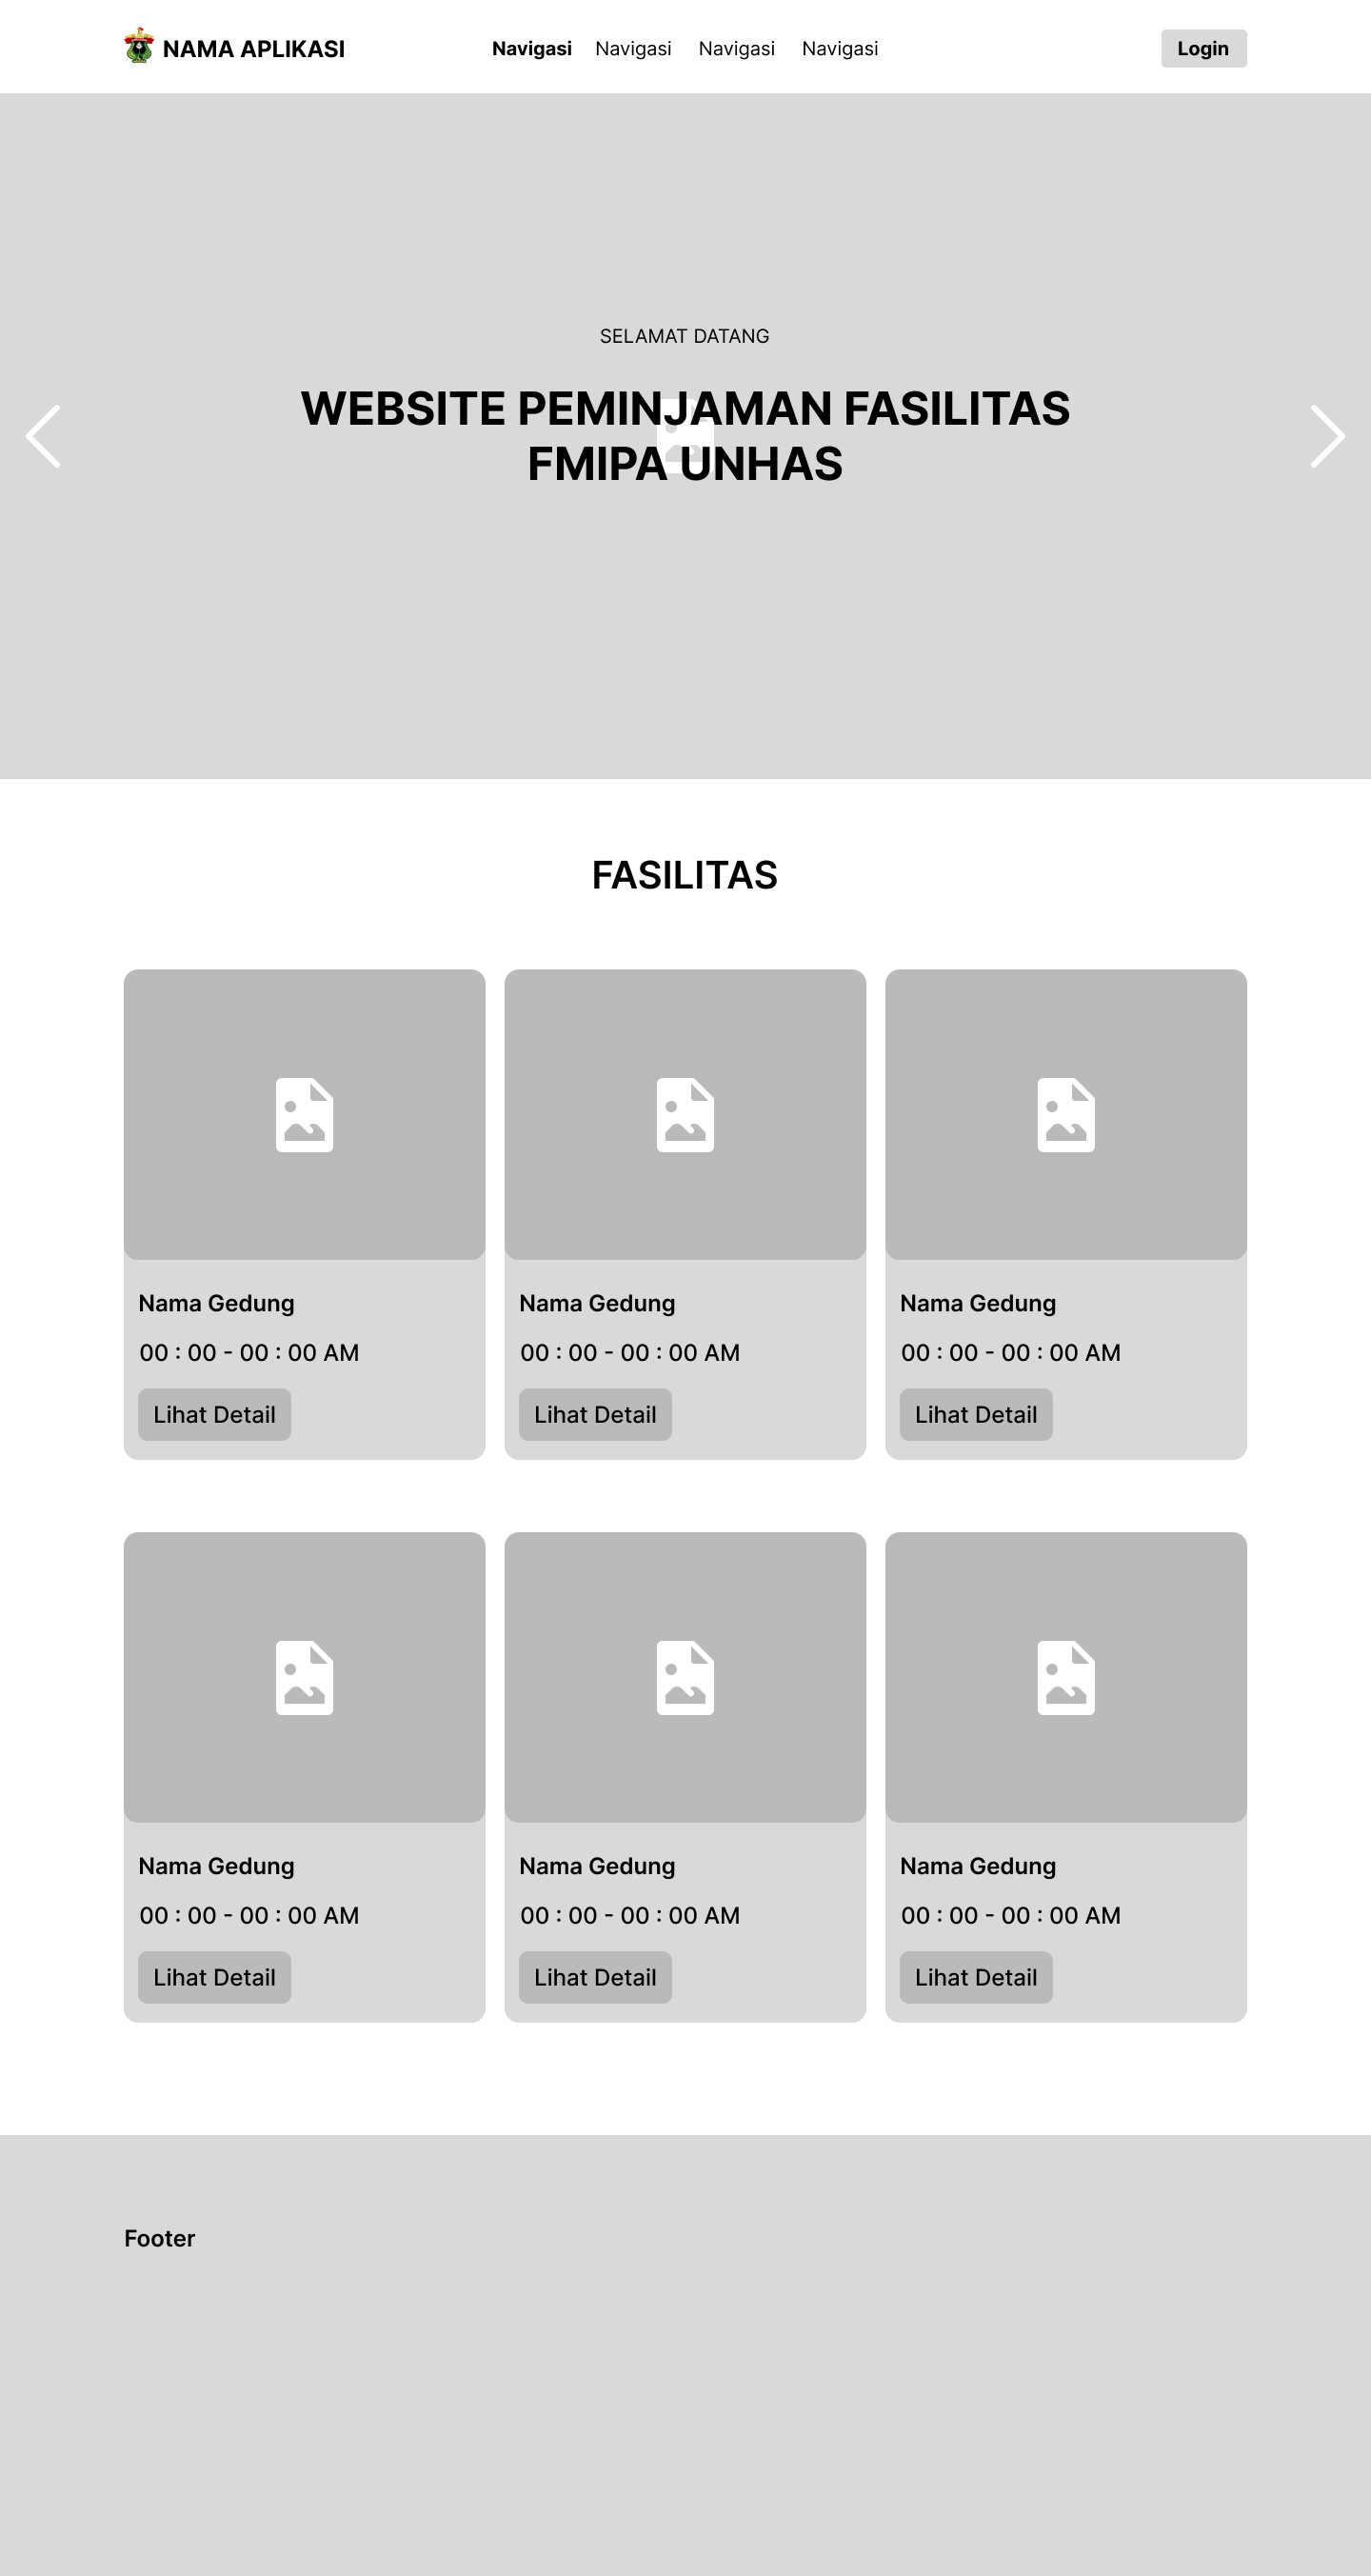 NAMA APLIKASI
Navigasi Navigasi Navigasi Navigasi
Login
SELAMAT DATANG
WEBSITE PEMINJAMAN FASILITAS
FMIPA UNHAS
FASILITAS
Nama Gedung
00 : 00 - 00 : 00 AM
Lihat Detail
Nama Gedung
00 : 00 - 00 : 00 AM
Lihat Detail
Nama Gedung
00 : 00 - 00 : 00 AM
Lihat Detail
Nama Gedung
00 : 00 - 00 : 00 AM
Lihat Detail
Nama Gedung
00 : 00 - 00 : 00 AM
Lihat Detail
Nama Gedung
00 : 00 - 00 : 00 AM
Lihat Detail
Footer